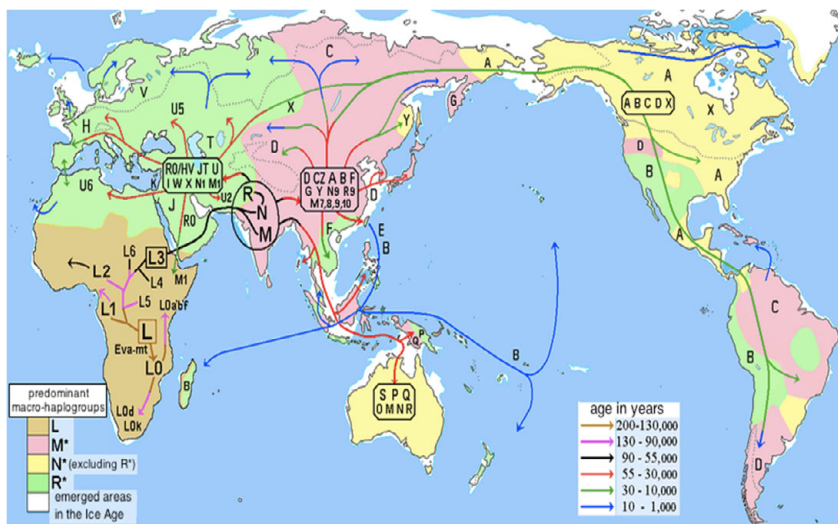 C
A
A
V
U5
H
X
G
Y
A B C D X
X
T
D
D
B
A
R0/HV JT U
I W X N1 M1
D CZ A B F
G Y N9 R9
M7,8,9,10
D
U6
K
J
U2
R0
R
N
M
F
E
B
A
L3
L6
L4
M1
L2
L5
L1
L0abf
L
Eva-mt
L0
L0d
L0k
B
P
Q
B
C
B
D
S P Q
O M N R
predominant
macro-haplogroups
L
M*
N* (excluding R*)
R*
emerged areas
in the Ice Age
age in years
200-130,000
130 - 90,000
90 - 55,000
55 - 30,000
30 - 10,000
10 - 1,000